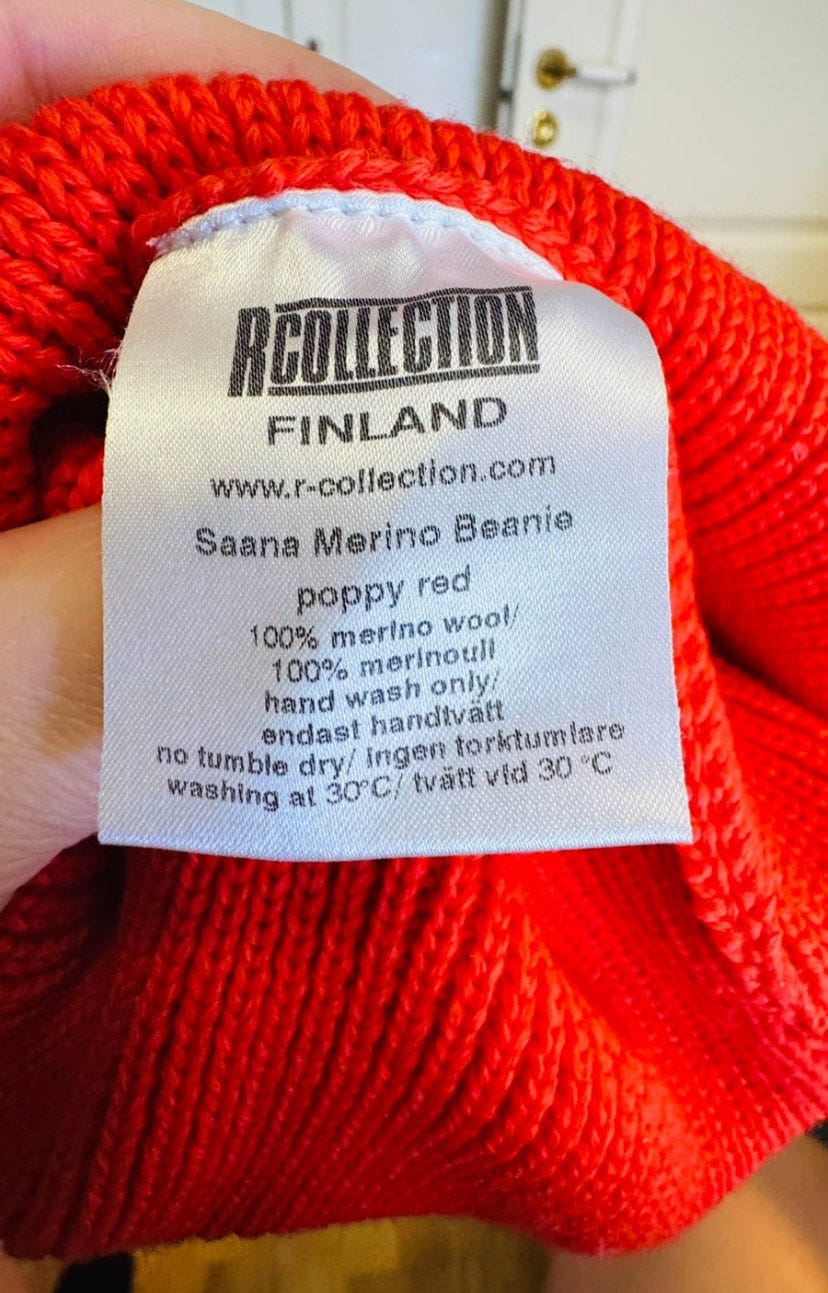 RCOLLECTION
FINLAND
www.r-collection.com
Saana Merino Beanie
poppy red
100% merino wool/
100% merinoull
hand wash only/
endast handtvätt
no tumble dry/ ingen torktumlare
washing at 30°C/ tvätt vid 30 °C